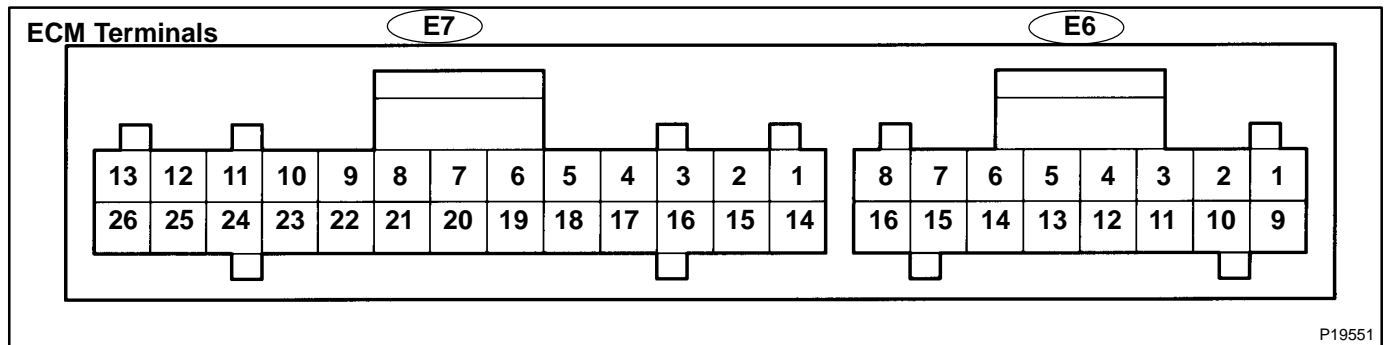 ECM Terminals E7 E6
13 12 11 10 9 8 7 6 5 4 3 2 1 8 7 6 5 4 3 2 1
26 25 24 23 22 21 20 19 18 17 16 15 14 16 15 14 13 12 11 10 9
P19551